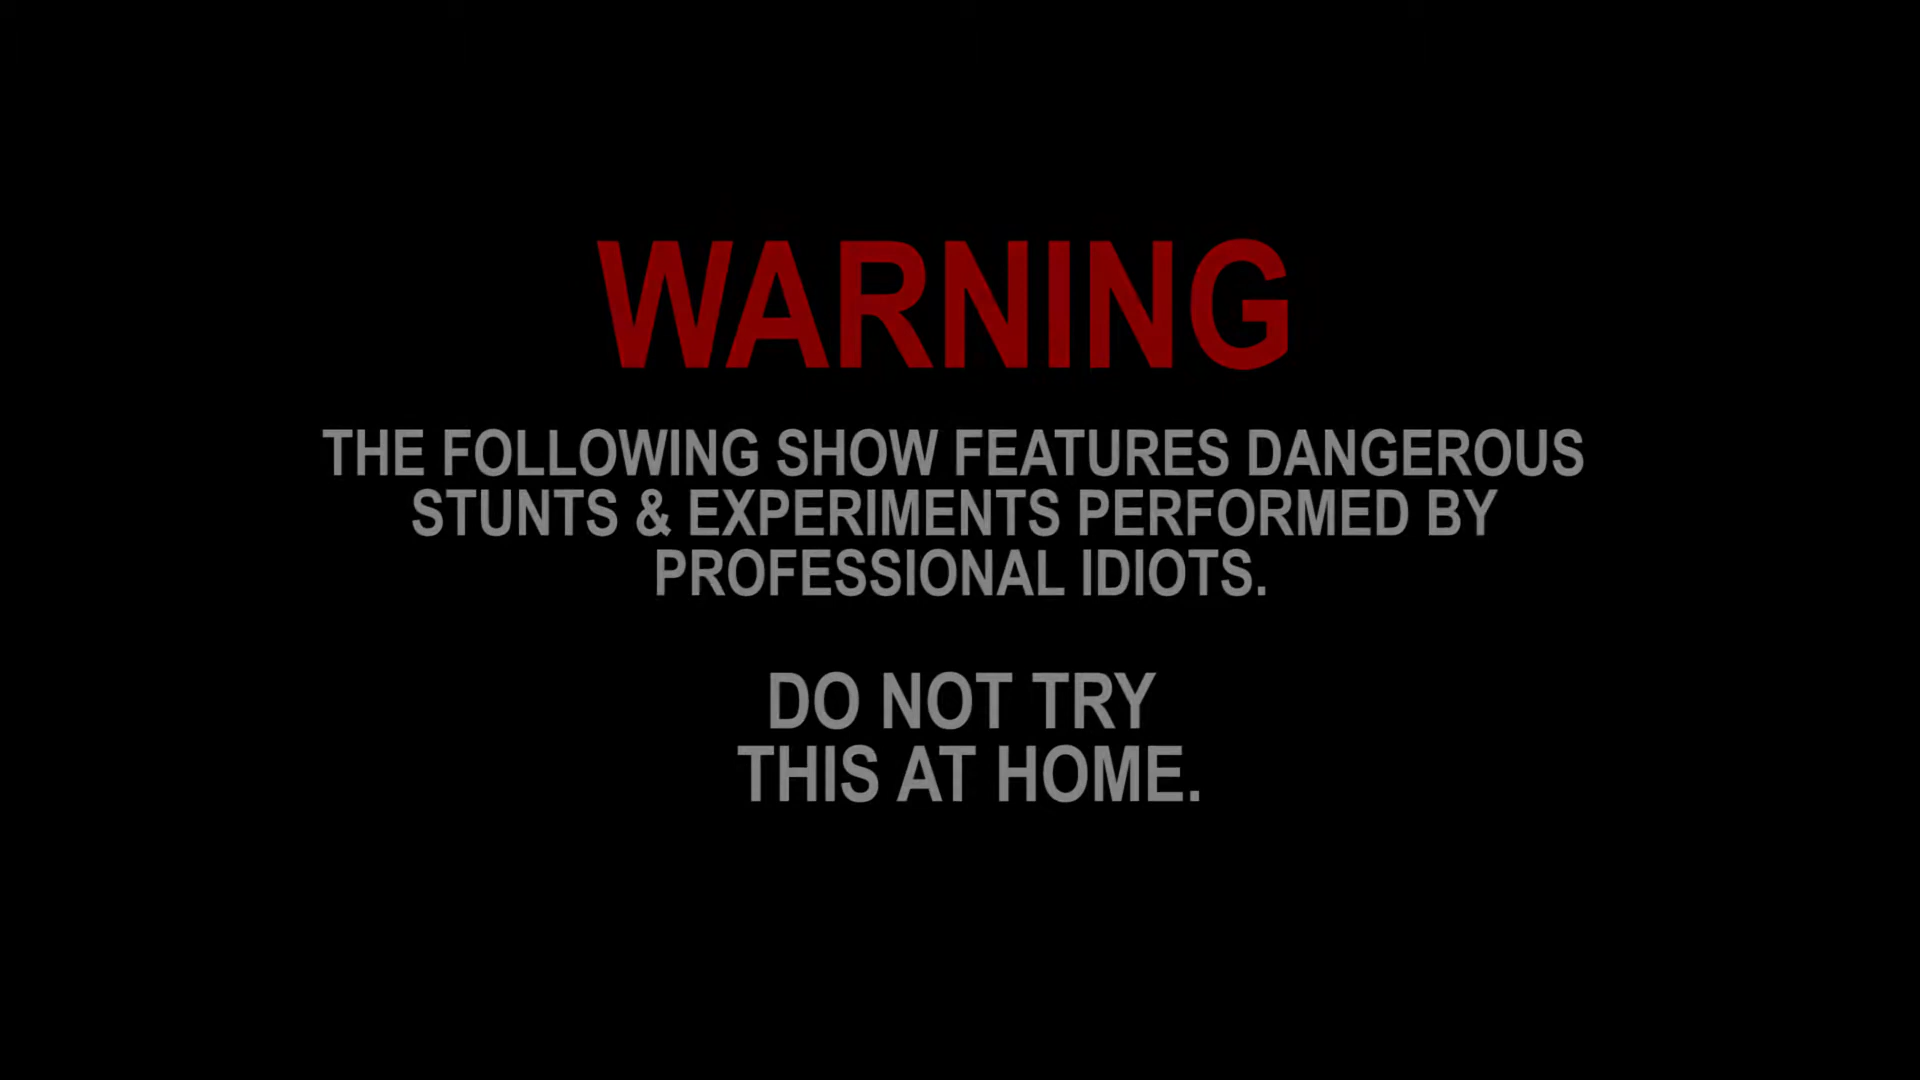 WARNING
THE FOLLOWING SHOW FEATURES DANGEROUS
STUNTS & EXPERIMENTS PERFORMED BY
PROFESSIONAL IDIOTS.
DO NOT TRY
THIS AT HOME.